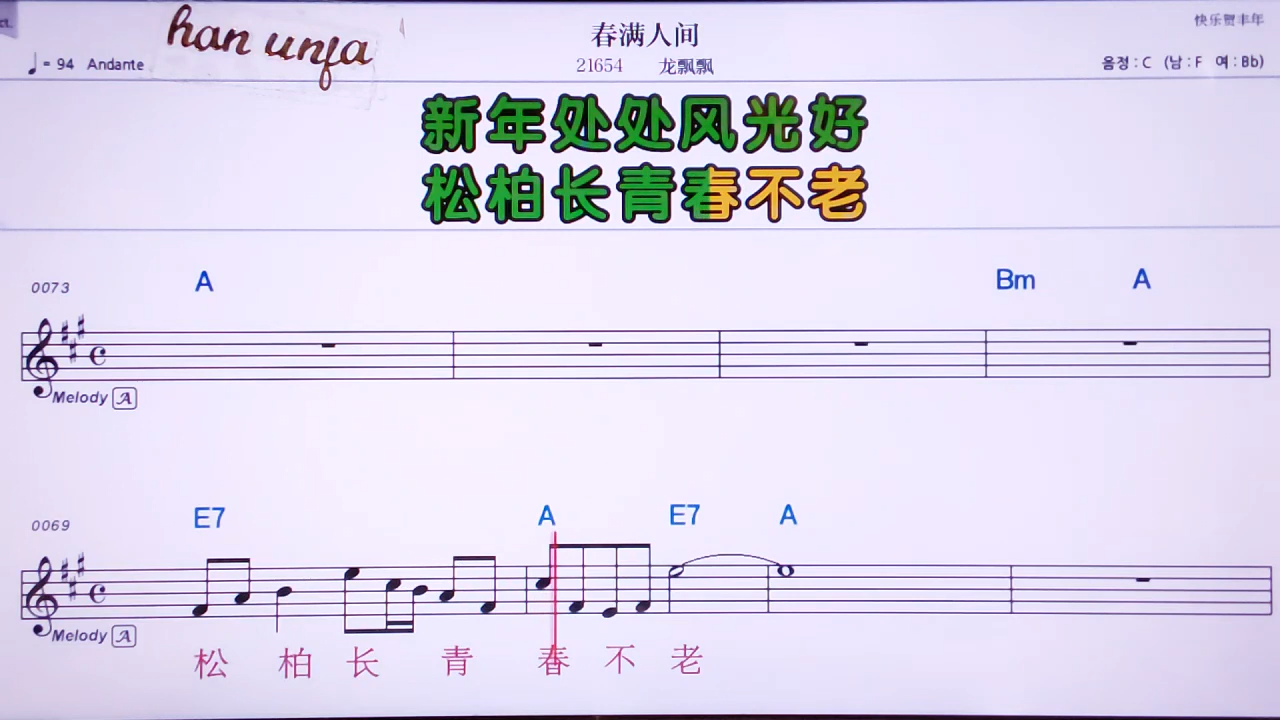 han unfa
春满人间
快乐贺丰年
= 94 Andante
21654 龙飘飘
음정 : C (남 : F 여 : Bb)
新年处处风光好
松柏长青春不老
0073
A Bm A
Melody A
0069
E7 A E7 A
Melody A
松 柏 长 青 春 不 老